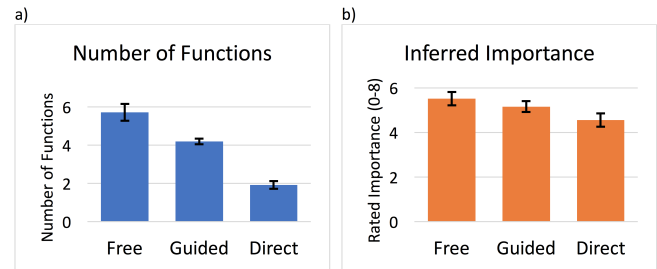 a)
Number of Functions
Number of Functions
6
4
2
0
Free Guided Direct
b)
Inferred Importance
Rated Importance (0-8)
6
4
2
0
Free Guided Direct